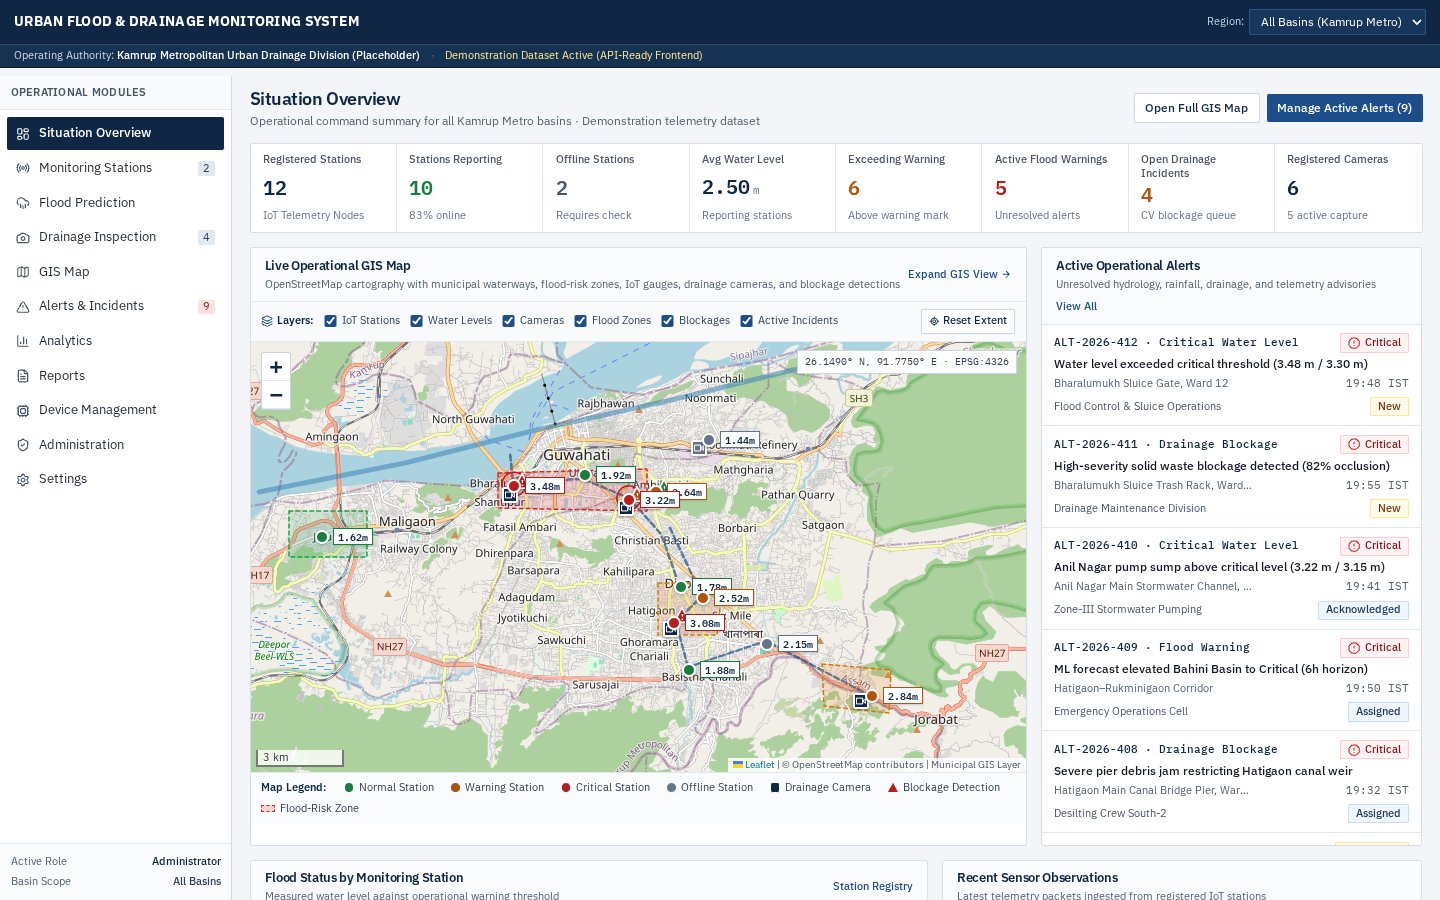 URBAN FLOOD & DRAINAGE MONITORING SYSTEM
Region: All Basins (Kamrup Metro)
Operating Authority: Kamrup Metropolitan Urban Drainage Division (Placeholder) · Demonstration Dataset Active (API-Ready Frontend)
OPERATIONAL MODULES
Situation Overview
Monitoring Stations 2
Flood Prediction
Drainage Inspection 4
GIS Map
Alerts & Incidents 9
Analytics
Reports
Device Management
Administration
Settings
Active Role Administrator
Basin Scope All Basins
Situation Overview
Operational command summary for all Kamrup Metro basins · Demonstration telemetry dataset
Open Full GIS Map
Manage Active Alerts (9)
Registered Stations
12
IoT Telemetry Nodes
Stations Reporting
10
83% online
Offline Stations
2
Requires check
Avg Water Level
2.50 m
Reporting stations
Exceeding Warning
6
Above warning mark
Active Flood Warnings
5
Unresolved alerts
Open Drainage
Incidents
4
CV blockage queue
Registered Cameras
6
5 active capture
Live Operational GIS Map
OpenStreetMap cartography with municipal waterways, flood-risk zones, IoT gauges, drainage cameras, and blockage detections
Expand GIS View →
Layers: IoT Stations Water Levels Cameras Flood Zones Blockages Active Incidents
Reset Extent
+
−
26.1490° N, 91.7750° E · EPSG:4326
Kamrup
Sipajhar
Sunchali
Noonmati
Rajbhawan
SH3
North Guwahati
Amingaon
1.44m
Guwahati
Mathgharia
1.92m
3.48m
3.22m
Pathar Quarry
Maligaon
Fatasil Ambari
Borbari
Satgaon
1.62m
Railway Colony
Christian Basti
Dhirenpara
H17
Barsapara
Kahilipara
1.78m
Adagudam
2.52m
Hatigaon
Jyotikuchi
3.08m
Mile
Sawkuchi
Ghoramara
Chariali
2.15m
Deepor
Beel-WLS
NH27
NH27
1.88m
Sarusajai
Assam
2.84m
Jorabat
3 km
Leaflet | © OpenStreetMap contributors | Municipal GIS Layer
Map Legend: Normal Station Warning Station Critical Station Offline Station Drainage Camera Blockage Detection
Flood-Risk Zone
Active Operational Alerts
Unresolved hydrology, rainfall, drainage, and telemetry advisories
View All
ALT-2026-412 · Critical Water Level Critical
Water level exceeded critical threshold (3.48 m / 3.30 m)
Bharalumukh Sluice Gate, Ward 12 19:48 IST
Flood Control & Sluice Operations New
ALT-2026-411 · Drainage Blockage Critical
High-severity solid waste blockage detected (82% occlusion)
Bharalumukh Sluice Trash Rack, Ward... 19:55 IST
Drainage Maintenance Division New
ALT-2026-410 · Critical Water Level Critical
Anil Nagar pump sump above critical level (3.22 m / 3.15 m)
Anil Nagar Main Stormwater Channel, ... 19:41 IST
Zone-III Stormwater Pumping Acknowledged
ALT-2026-409 · Flood Warning Critical
ML forecast elevated Bahini Basin to Critical (6h horizon)
Hatigaon–Rukminigaon Corridor 19:50 IST
Emergency Operations Cell Assigned
ALT-2026-408 · Drainage Blockage Critical
Severe pier debris jam restricting Hatigaon canal weir
Hatigaon Main Canal Bridge Pier, War... 19:32 IST
Desilting Crew South-2 Assigned
Flood Status by Monitoring Station
Measured water level against operational warning threshold
Station Registry
Recent Sensor Observations
Latest telemetry packets ingested from registered IoT stations